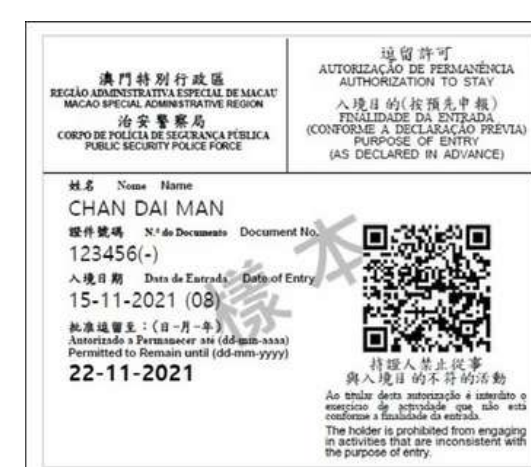 澳門特別行政區
REGIÃO ADMINISTRATIVA ESPECIAL DE MACAU
MACAO SPECIAL ADMINISTRATIVE REGION
治安警察局
CORPO DE POLÍCIA DE SEGURANÇA PÚBLICA
PUBLIC SECURITY POLICE FORCE
逗留許可
AUTORIZAÇÃO DE PERMANÊNCIA
AUTHORIZATION TO STAY
入境目的(按預先申報)
FINALIDADE DA ENTRADA
(CONFORME A DECLARAÇÃO PRÉVIA)
PURPOSE OF ENTRY
(AS DECLARED IN ADVANCE)
姓名 Nome Name
CHAN DAI MAN
證件號碼 N.º do Documento Document No.
123456(-)
入境日期 Data de Entrada Date of Entry
15-11-2021 (08)
批准逗留至：(日-月-年)
Autorizado a Permanecer até (dd-mm-aaaa)
Permitted to Remain until (dd-mm-yyyy)
22-11-2021
樣本
持證人禁止從事
與入境目的不符的活動
Ao titular desta autorização é interdito o
exercício de actividade que não está
conforme a finalidade da entrada.
The holder is prohibited from engaging
in activities that are inconsistent with
the purpose of entry.